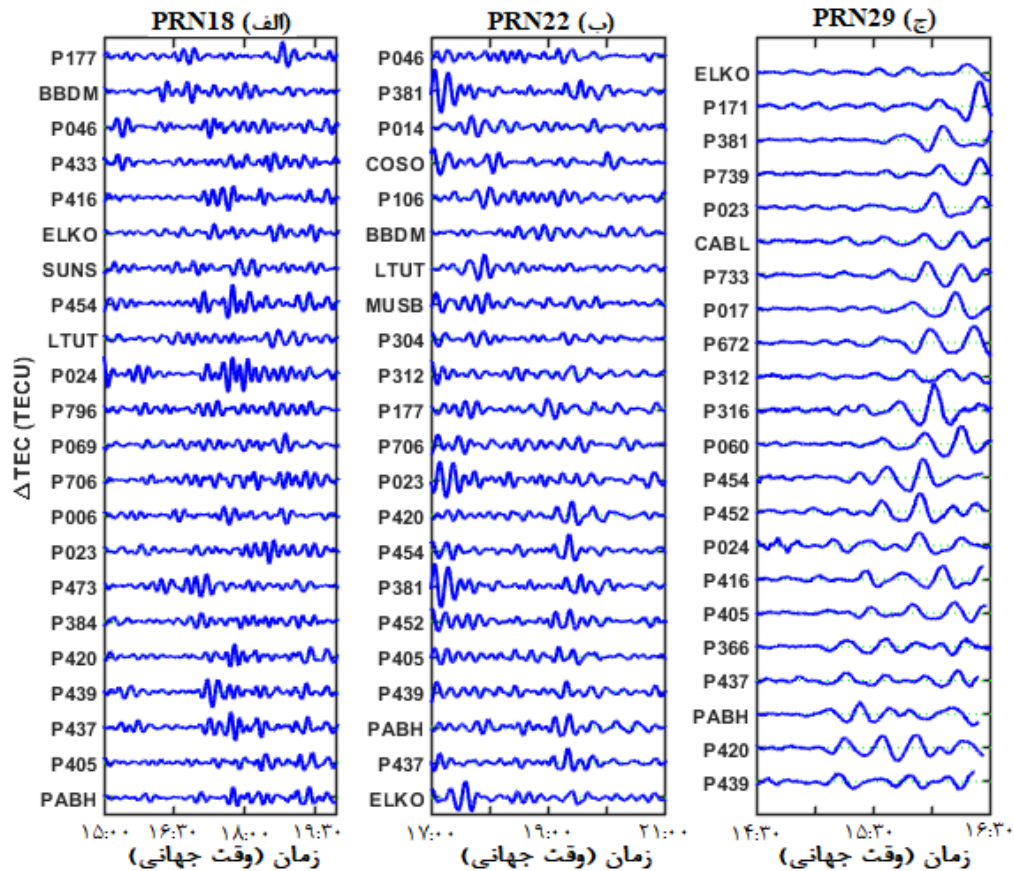 PRN18 (الف)
P177
BBDM
P046
P433
P416
ELKO
SUNS
P454
LTUT
P024
P796
P069
P706
P006
P023
P473
P384
P420
P439
P437
P405
PABH
۱۵:۰۰ ۱۶:۳۰ ۱۸:۰۰ ۱۹:۳۰
زمان (وقت جهانی)
△TEC (TECU)
PRN22 (ب)
P046
P381
P014
COSO
P106
BBDM
LTUT
MUSB
P304
P312
P177
P706
P023
P420
P454
P381
P452
P405
P439
PABH
P437
ELKO
۱۷:۰۰ ۱۹:۰۰ ۲۱:۰۰
زمان (وقت جهانی)
PRN29 (ج)
ELKO
P171
P381
P739
P023
CABL
P733
P017
P672
P312
P316
P060
P454
P452
P024
P416
P405
P366
P437
PABH
P420
P439
۱۴:۳۰ ۱۵:۳۰ ۱۶:۳۰
زمان (وقت جهانی)